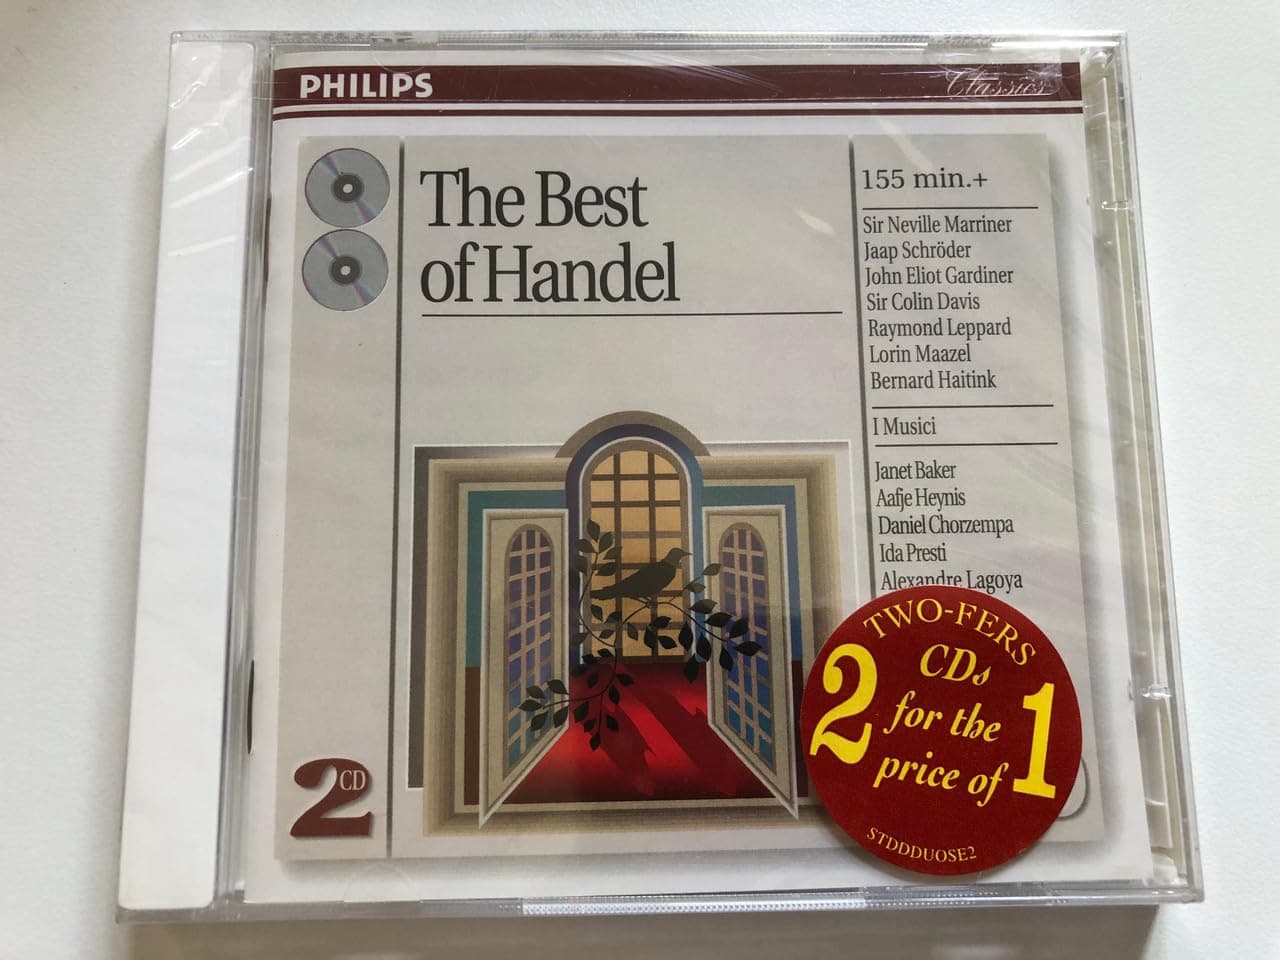 PHILIPS
Classics
The Best
of Handel
155 min.+
Sir Neville Marriner
Jaap Schröder
John Eliot Gardiner
Sir Colin Davis
Raymond Leppard
Lorin Maazel
Bernard Haitink
I Musici
Janet Baker
Aafje Heynis
Daniel Chorzempa
Ida Presti
Alexandre Lagoya
2 CD
TWO-FERS
2 CDs
for the
price of 1
STDDDUOSE2